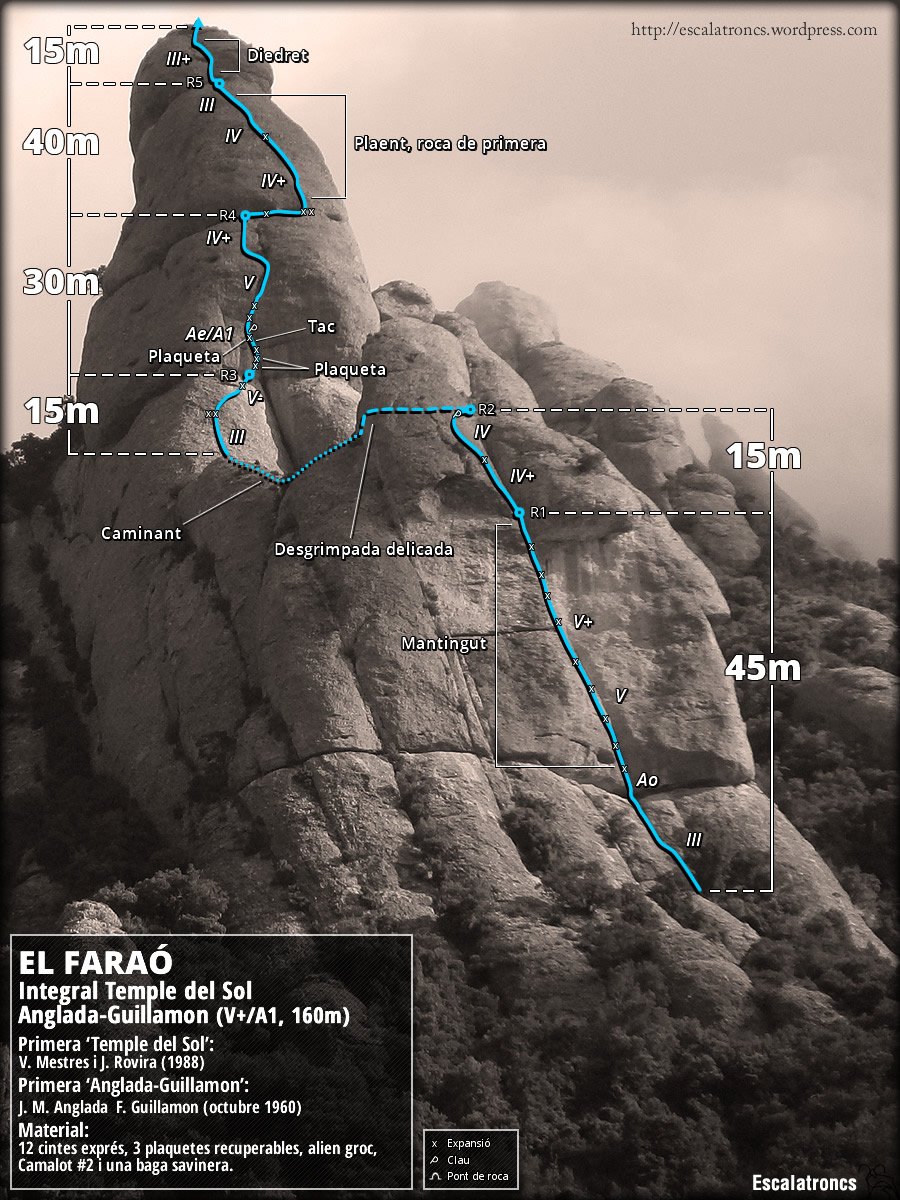 http://escalatroncs.wordpress.com
15m
III+
Diedret
R5
III
40m
IV
Plaent, roca de primera
IV+
R4
IV+
30m
V
Ae/A1
Tac
Plaqueta
Plaqueta
R3
V-
15m
III
R2
IV
15m
IV+
R1
Caminant
Desgrimpada delicada
V+
Mantingut
45m
V
Ao
III
EL FARAÓ
Integral Temple del Sol
Anglada-Guillamon (V+/A1, 160m)
Primera ‘Temple del Sol’:
V. Mestres i J. Rovira (1988)
Primera ‘Anglada-Guillamon’:
J. M. Anglada F. Guillamon (octubre 1960)
Material:
12 cintes exprés, 3 plaquetes recuperables, alien groc,
Camalot #2 i una baga savinera.
x Expansió
Clau
Pont de roca
Escalatroncs